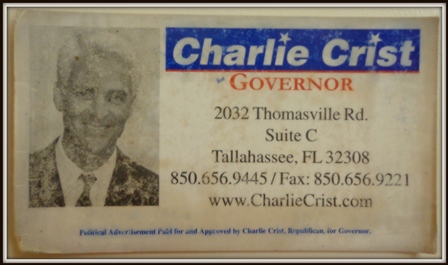 Charlie Crist
GOVERNOR
2032 Thomasville Rd.
Suite C
Tallahassee, FL 32308
850.656.9445 / Fax: 850.656.9221
www.CharlieCrist.com
Political Advertisement Paid for and Approved by Charlie Crist, Republican, for Governor.